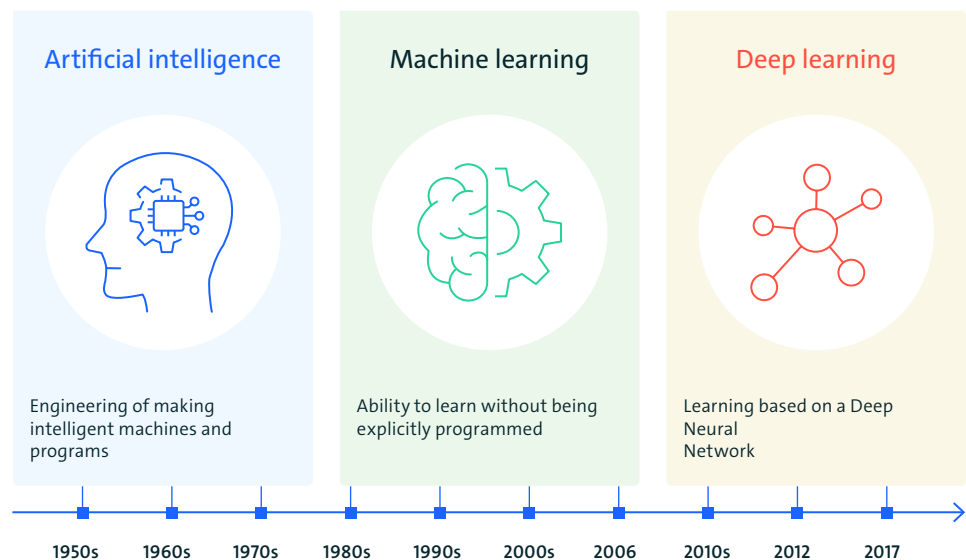 Artificial intelligence
Machine learning
Deep learning
Engineering of making
intelligent machines and
programs
Ability to learn without being
explicitly programmed
Learning based on a Deep
Neural
Network
1950s 1960s 1970s 1980s 1990s 2000s 2006 2010s 2012 2017